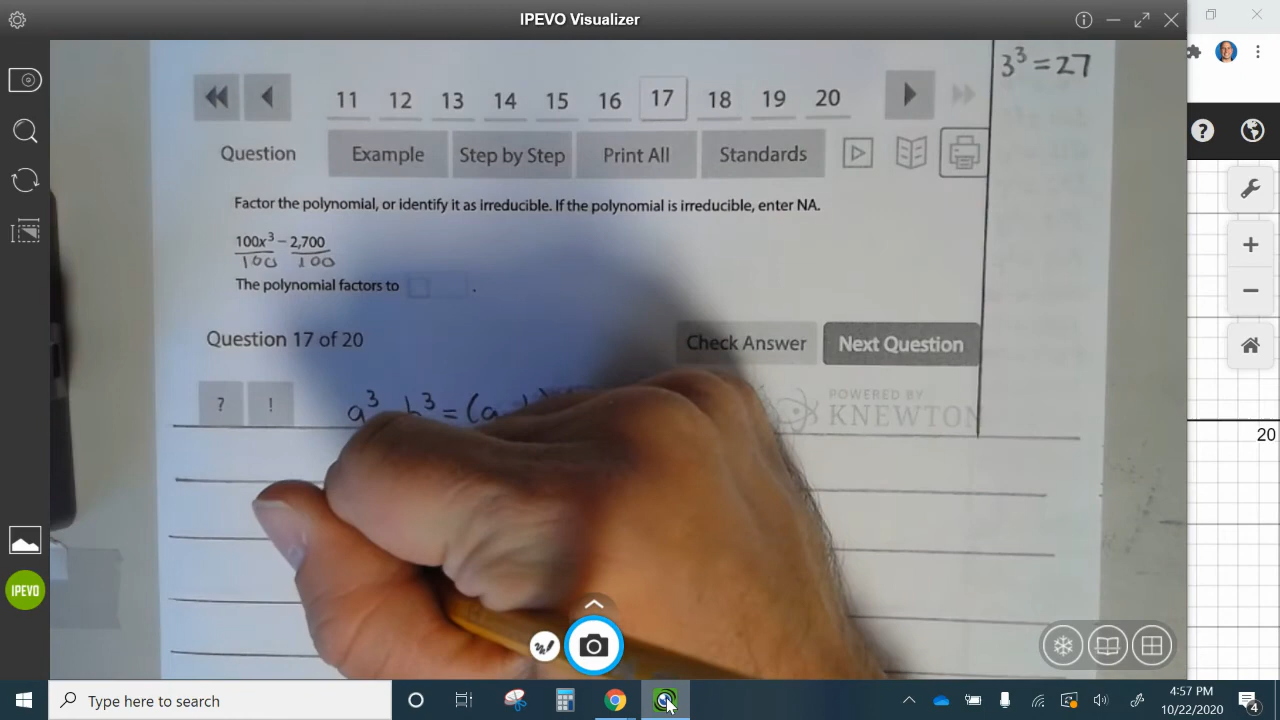 IPEVO Visualizer
3³ = 27
11 12 13 14 15 16 17 18 19 20
Question Example Step by Step Print All Standards
Factor the polynomial, or identify it as irreducible. If the polynomial is irreducible, enter NA.
100x³ − 2,700
100 100
The polynomial factors to .
Question 17 of 20
Check Answer Next Question
? !
a³ b³ = (a
POWERED BY
KNEWTON
20
IPEVO
Type here to search
4:57 PM
10/22/2020
4